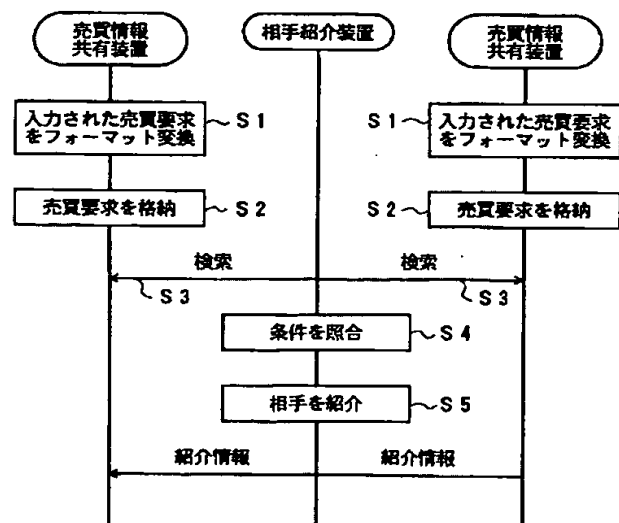 売買情報
共有装置
相手紹介装置
売買情報
共有装置
入力された売買要求
をフォーマット変換
S1
S1
入力された売買要求
をフォーマット変換
売買要求を格納
S2
S2
売買要求を格納
検索
検索
S3
S3
条件を照合
S4
相手を紹介
S5
紹介情報
紹介情報